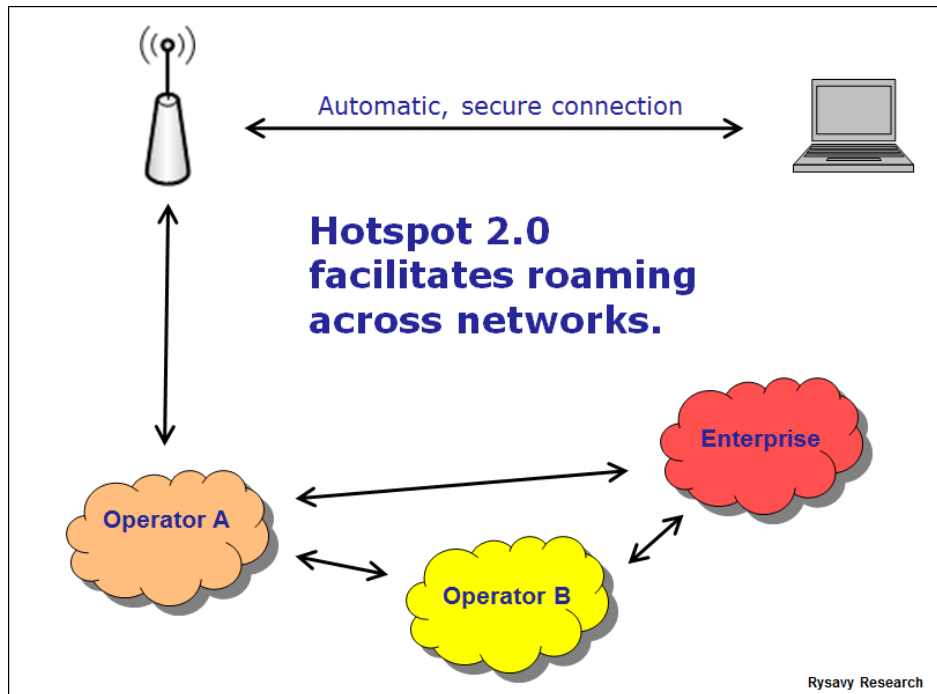 Automatic, secure connection
Hotspot 2.0
facilitates roaming
across networks.
Enterprise
Operator A
Operator B
Rysavy Research